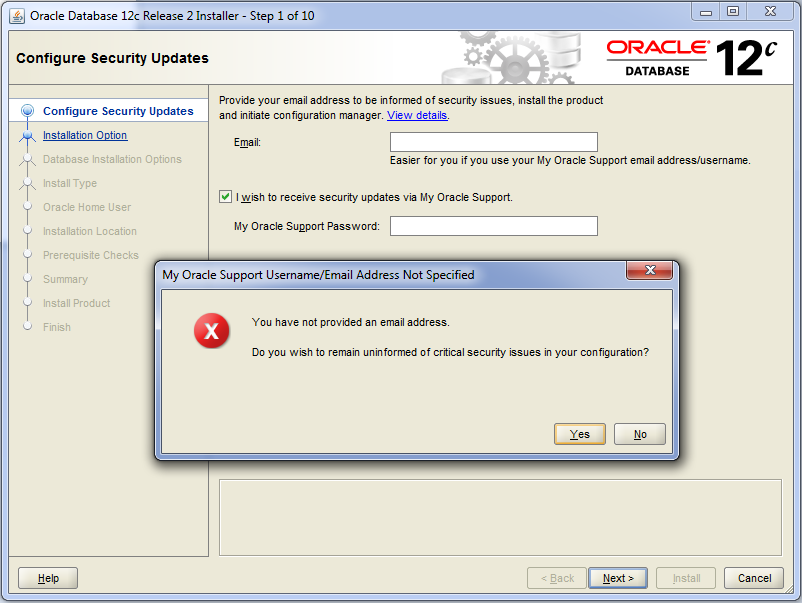 Oracle Database 12c Release 2 Installer - Step 1 of 10
Configure Security Updates
ORACLE®
DATABASE
12c
Configure Security Updates
Installation Option
Database Installation Options
Install Type
Oracle Home User
Installation Location
Prerequisite Checks
Summary
Install Product
Finish
Provide your email address to be informed of security issues, install the product
and initiate configuration manager. View details.
Email:
Easier for you if you use your My Oracle Support email address/username.
I wish to receive security updates via My Oracle Support.
My Oracle Support Password:
My Oracle Support Username/Email Address Not Specified
You have not provided an email address.
Do you wish to remain uninformed of critical security issues in your configuration?
Yes
No
Help
< Back
Next >
Install
Cancel